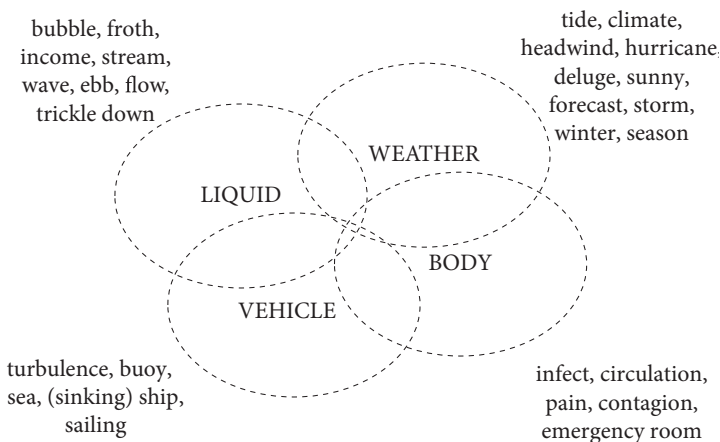 bubble, froth,
income, stream,
wave, ebb, flow,
trickle down
tide, climate,
headwind, hurricane,
deluge, sunny,
forecast, storm,
winter, season
WEATHER
LIQUID
BODY
VEHICLE
turbulence, buoy,
sea, (sinking) ship,
sailing
infect, circulation,
pain, contagion,
emergency room